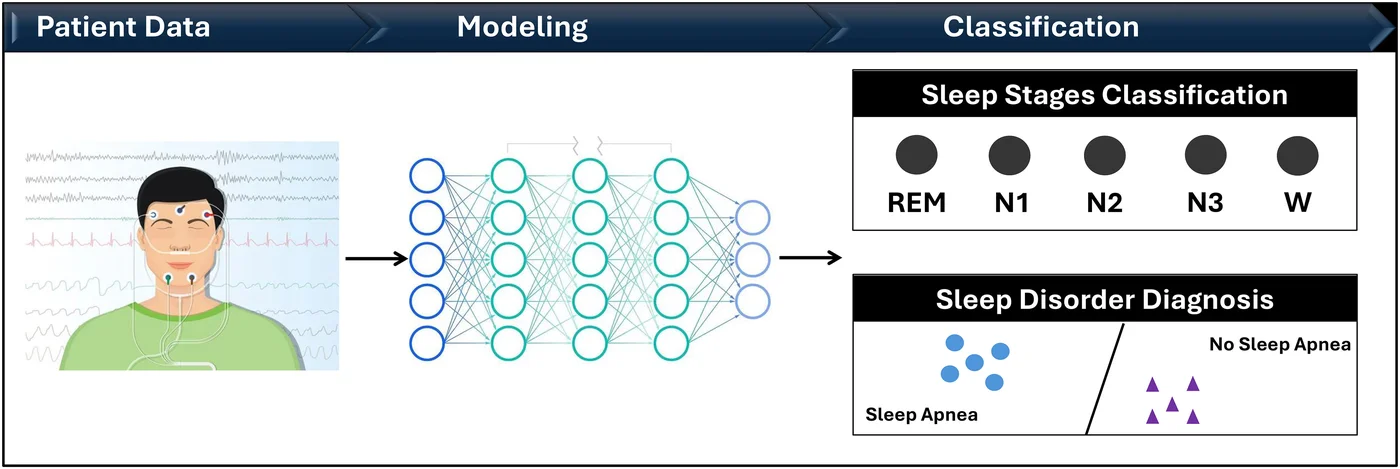 Patient Data
Modeling
Classification
Sleep Stages Classification
REM N1 N2 N3 W
Sleep Disorder Diagnosis
No Sleep Apnea
Sleep Apnea